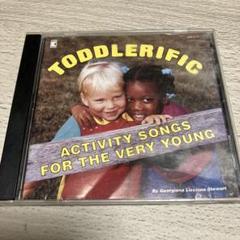 TODDLERIFIC
ACTIVITY SONGS
FOR THE VERY YOUNG
By Georgiana Liccione Stewart